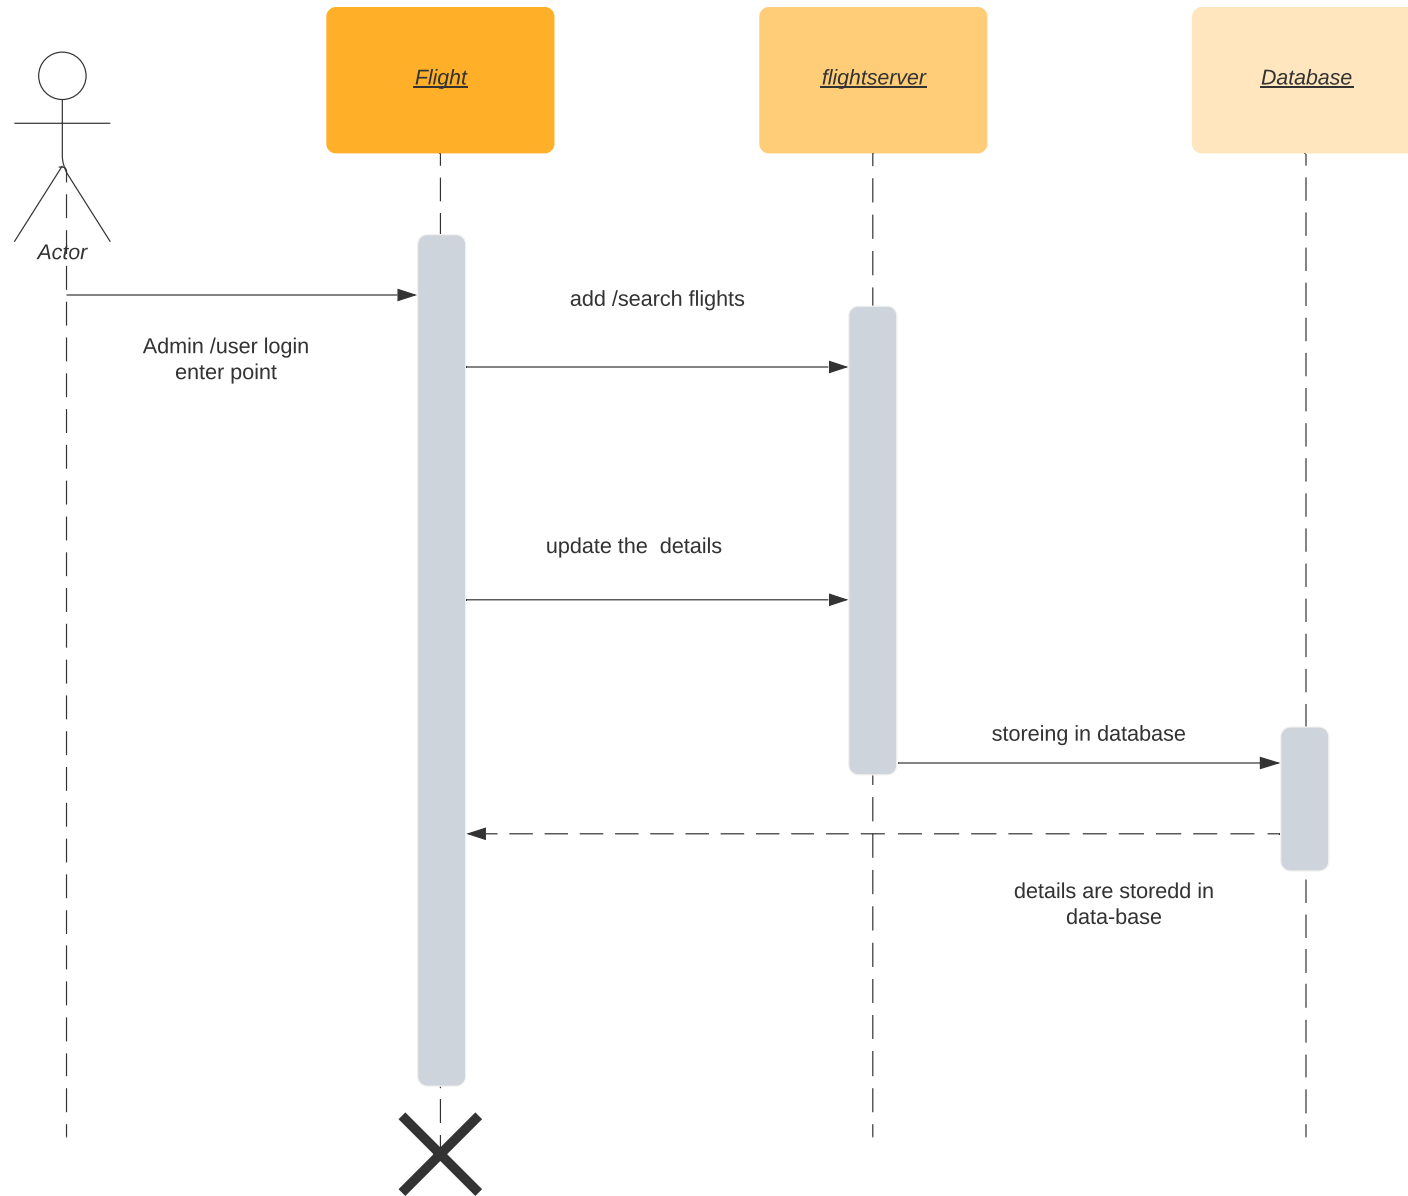 Flight
flightserver
Database
Actor
add /search flights
Admin /user login
enter point
update the  details
storeing in database
details are storedd in
data-base